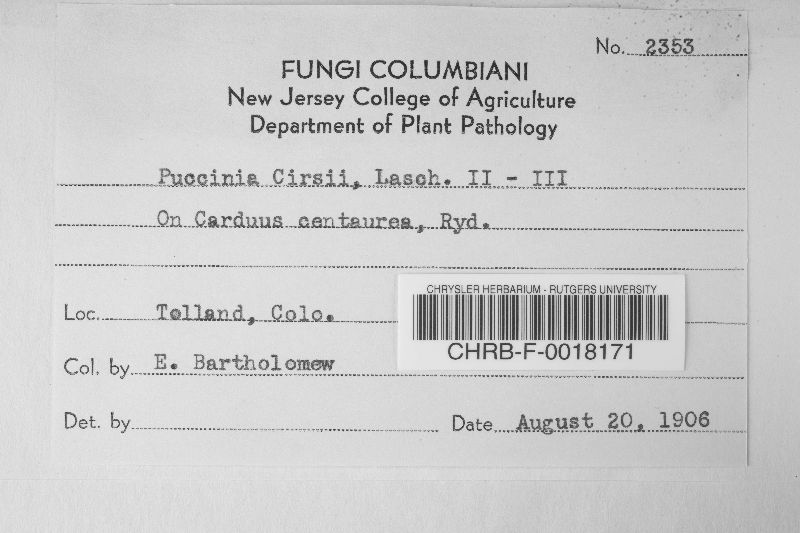 No. 2353
FUNGI COLUMBIANI
New Jersey College of Agriculture
Department of Plant Pathology
Puccinia Cirsii, Lasch. II - III
On Carduus centaurea, Ryd.
Loc. Tolland, Colo.
CHRYSLER HERBARIUM - RUTGERS UNIVERSITY
CHRB-F-0018171
Col. by E. Bartholomew
Det. by
Date August 20, 1906